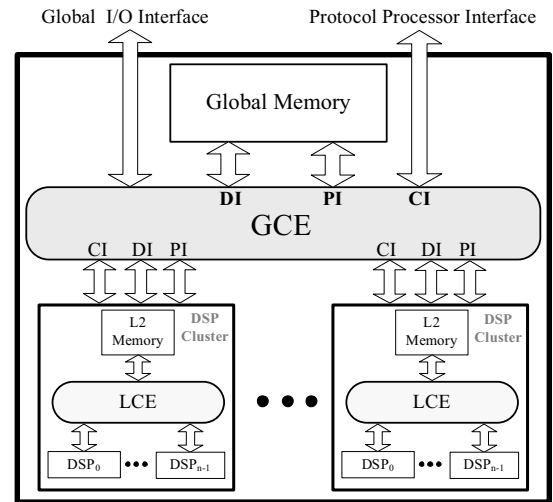 Global I/O Interface
Protocol Processor Interface
Global Memory
DI PI CI
GCE
CI DI PI
CI DI PI
L2
Memory
DSP
Cluster
LCE
DSP0 ••• DSPn-1
• • •
L2
Memory
DSP
Cluster
LCE
DSP0 ••• DSPn-1